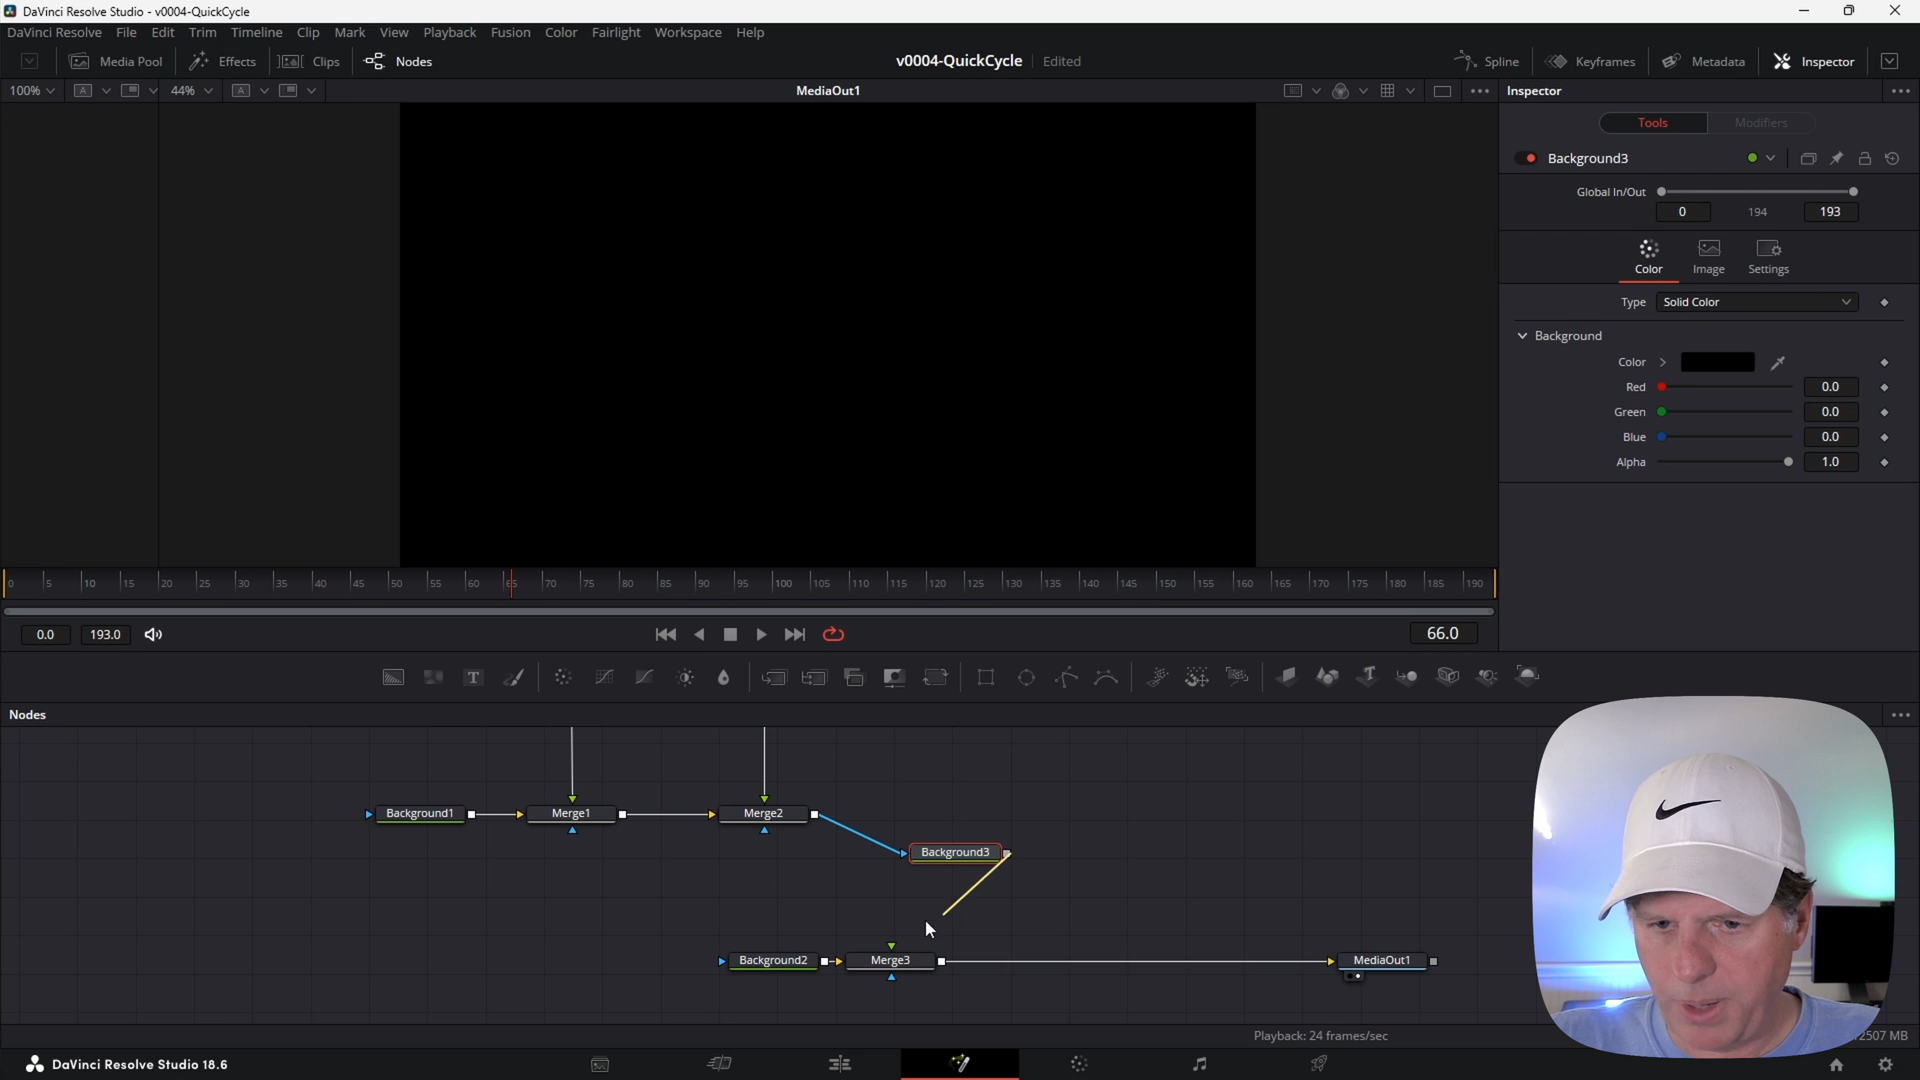 DaVinci Resolve Studio - v0004-QuickCycle
DaVinci Resolve File Edit Trim Timeline Clip Mark View Playback Fusion Color Fairlight Workspace Help
Media Pool Effects Clips Nodes v0004-QuickCycle Edited Spline Keyframes Metadata Inspector
100% A 44% A MediaOut1 Inspector
Tools Modifiers
Background3
Global In/Out
0 194 193
Color Image Settings
Type Solid Color
Background
Color
Red 0.0
Green 0.0
Blue 0.0
Alpha 1.0
0 5 10 15 20 25 30 35 40 45 50 55 60 65 70 75 80 85 90 95 100 105 110 115 120 125 130 135 140 145 150 155 160 165 170 175 180 185 190
0.0 193.0 66.0
T T
Nodes
Background1 Merge1 Merge2
Background3
Background2 Merge3 MediaOut1
Playback: 24 frames/sec 2507 MB
DaVinci Resolve Studio 18.6